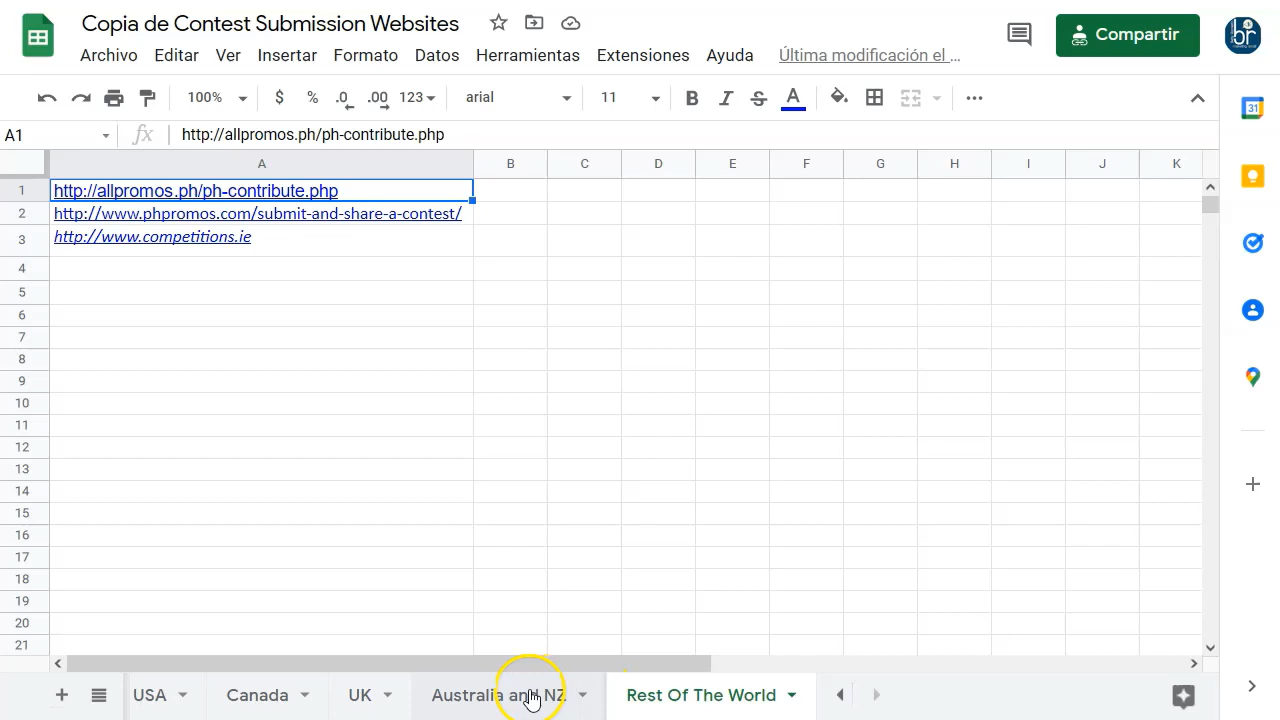 Copia de Contest Submission Websites
Archivo Editar Ver Insertar Formato Datos Herramientas Extensiones Ayuda Última modificación el ...
Compartir
br
100% $ % .0 .00 123 arial 11 B I S A
31
A1 fx http://allpromos.ph/ph-contribute.php
A B C D E F G H I J K
1 http://allpromos.ph/ph-contribute.php
2 http://www.phpromos.com/submit-and-share-a-contest/
3 http://www.competitions.ie
4
5
6
7
8
9
10
11
12
13
14
15
16
17
18
19
20
21
USA Canada UK Australia and NZ Rest Of The World